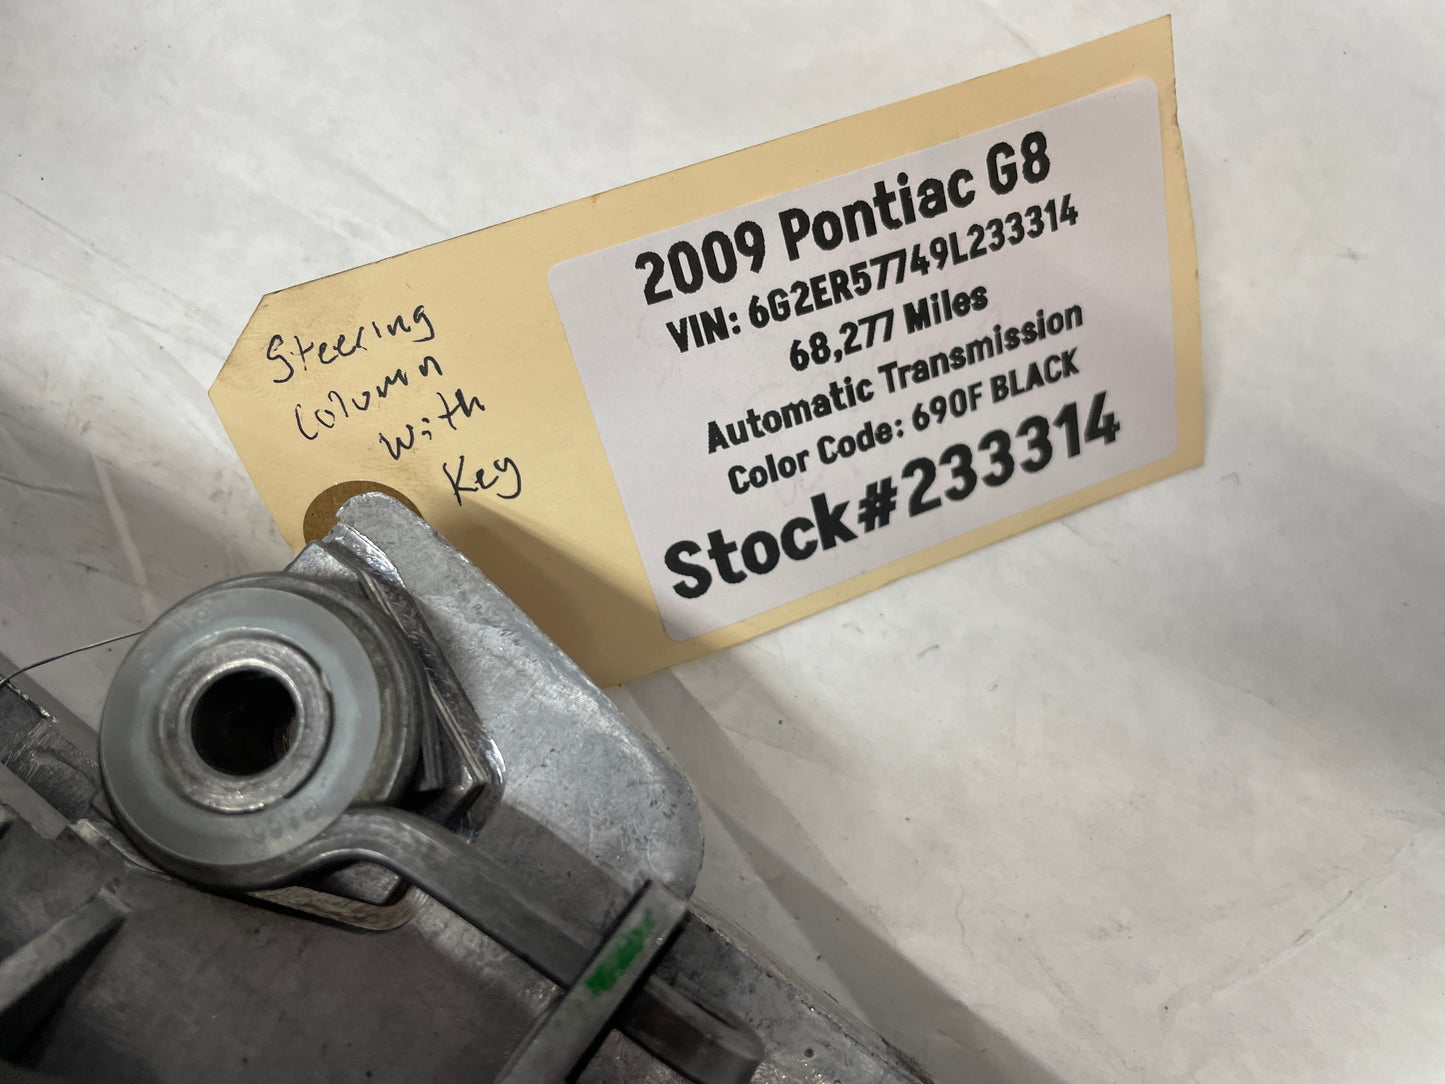 Steering
Column
with
Key
2009 Pontiac G8
VIN: 6G2ER57749L233314
68,277 Miles
Automatic Transmission
Color Code: 690F BLACK
Stock#233314